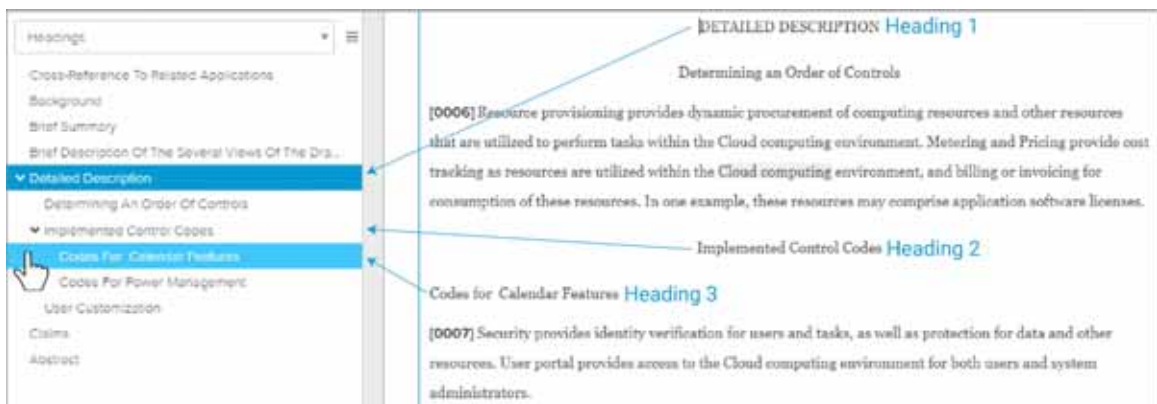 Headings
Cross-Reference To Related Applications
Background
Brief Summary
Brief Description Of The Several Views Of The Dra...
Detailed Description
Determining An Order Of Controls
Implemented Control Codes
Codes For Calendar Features
Codes For Power Management
User Customization
Claims
Abstract
DETAILED DESCRIPTION Heading 1
Determining an Order of Controls
[0006] Resource provisioning provides dynamic procurement of computing resources and other resources
that are utilized to perform tasks within the Cloud computing environment. Metering and Pricing provide cost
tracking as resources are utilized within the Cloud computing environment, and billing or invoicing for
consumption of these resources. In one example, these resources may comprise application software licenses.
Implemented Control Codes Heading 2
Codes for Calendar Features Heading 3
[0007] Security provides identity verification for users and tasks, as well as protection for data and other
resources. User portal provides access to the Cloud computing environment for both users and system
administrators.